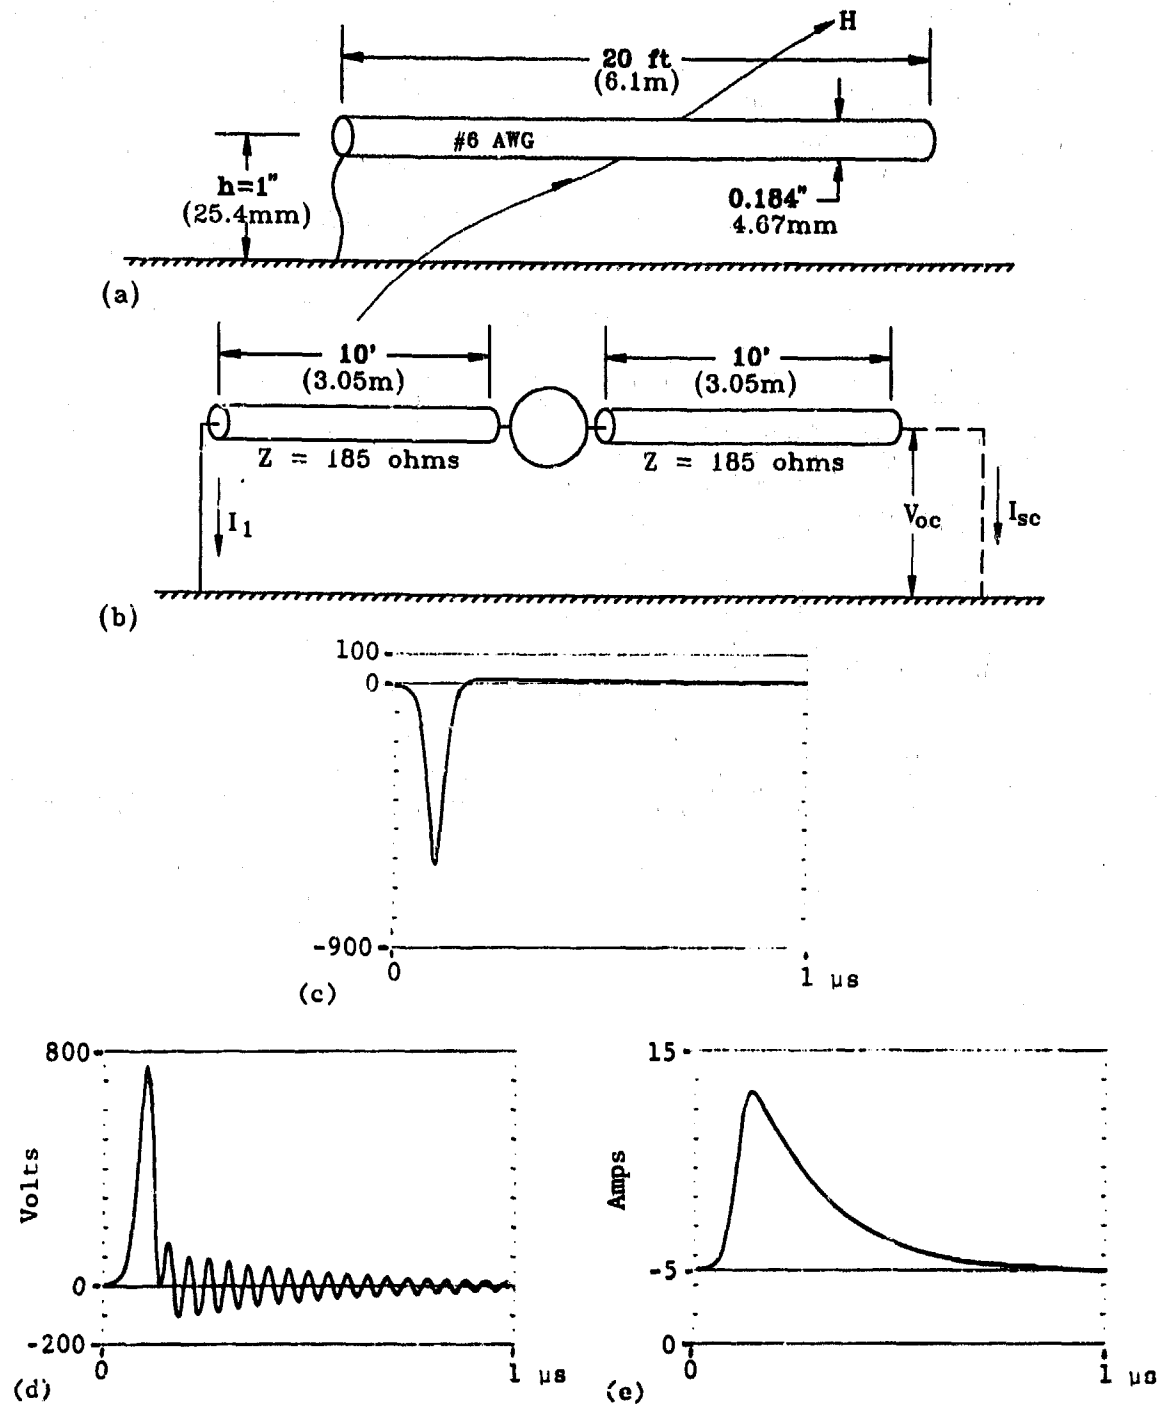 H
20 ft
(6.1m)
#6 AWG
h=1"
(25.4mm)
0.184"
4.67mm
(a)
10'
(3.05m)
10'
(3.05m)
Z = 185 ohms
Z = 185 ohms
I1
Voc
Isc
(b)
100
0
-900
0
1 μs
(c)
800
Volts
0
-200
0
1 μs
(d)
15
Amps
-5
0
0
1 μs
(e)